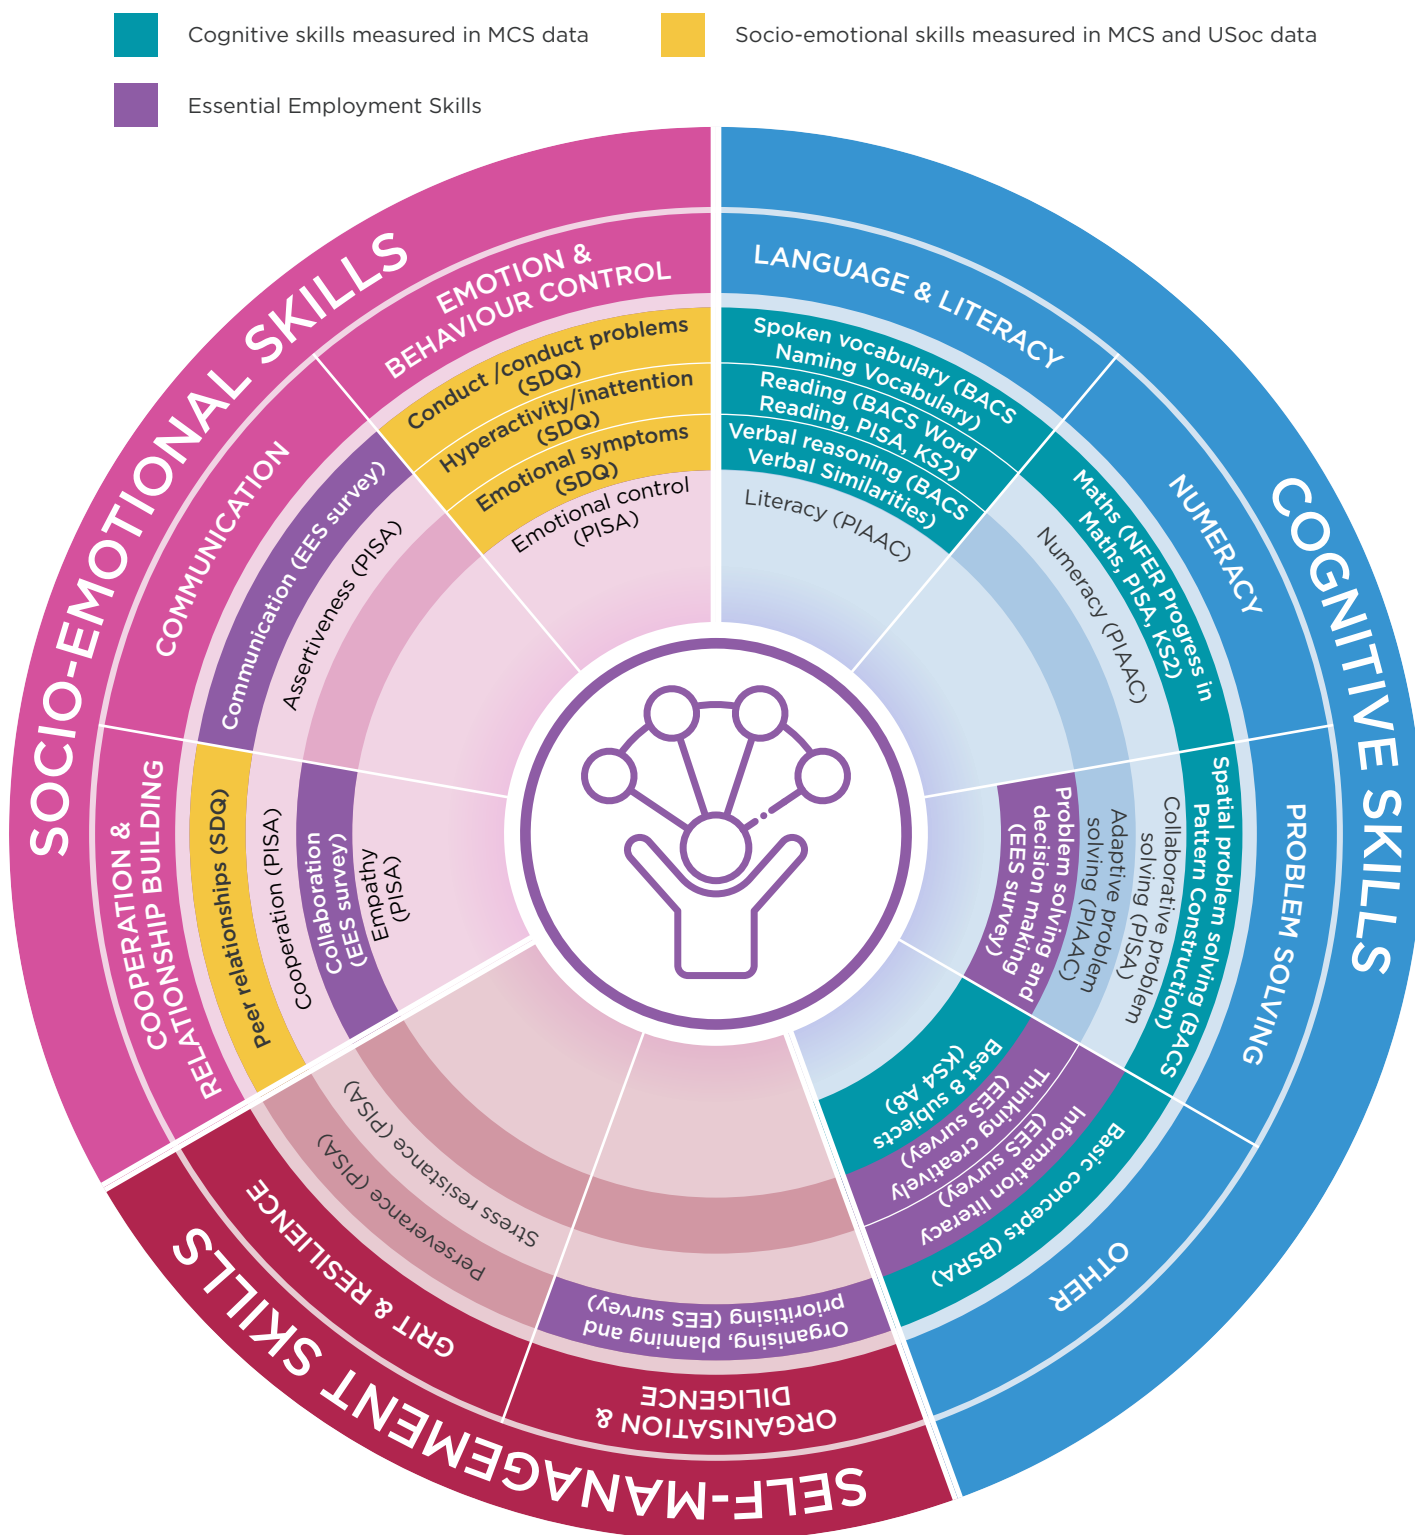 Cognitive skills measured in MCS data
Socio-emotional skills measured in MCS and USoc data
Essential Employment Skills
SOCIO-EMOTIONAL SKILLS
EMOTION &
BEHAVIOUR CONTROL
Conduct /conduct problems
(SDQ)
Hyperactivity/inattention
(SDQ)
Emotional symptoms
(SDQ)
Emotional control
(PISA)
COMMUNICATION
Communication (EES survey)
Assertiveness (PISA)
COOPERATION &
RELATIONSHIP BUILDING
Peer relationships (SDQ)
Cooperation (PISA)
Collaboration
(EES survey)
Empathy
(PISA)
COGNITIVE SKILLS
LANGUAGE & LITERACY
Spoken vocabulary (BACS
Naming Vocabulary)
Reading (BACS Word
Reading, PISA, KS2)
Verbal reasoning (BACS
Verbal Similarities)
Literacy (PIAAC)
NUMERACY
Maths (NFER Progress in
Maths, PISA, KS2)
Numeracy (PIAAC)
PROBLEM SOLVING
Spatial problem solving (BACS
Pattern Construction)
Collaborative problem
solving (PISA)
Adaptive problem
solving (PIAAC)
Problem solving and
decision making
(EES survey)
OTHER
Basic concepts (BSRA)
Information literacy
(EES survey)
Thinking creatively
(EES survey)
Best 8 subjects
(KS4 A8)
SELF-MANAGEMENT SKILLS
ORGANISATION &
DILIGENCE
Organising, planning and
prioritising (EES survey)
GRIT & RESILIENCE
Perseverance (PISA)
Stress resistance (PISA)